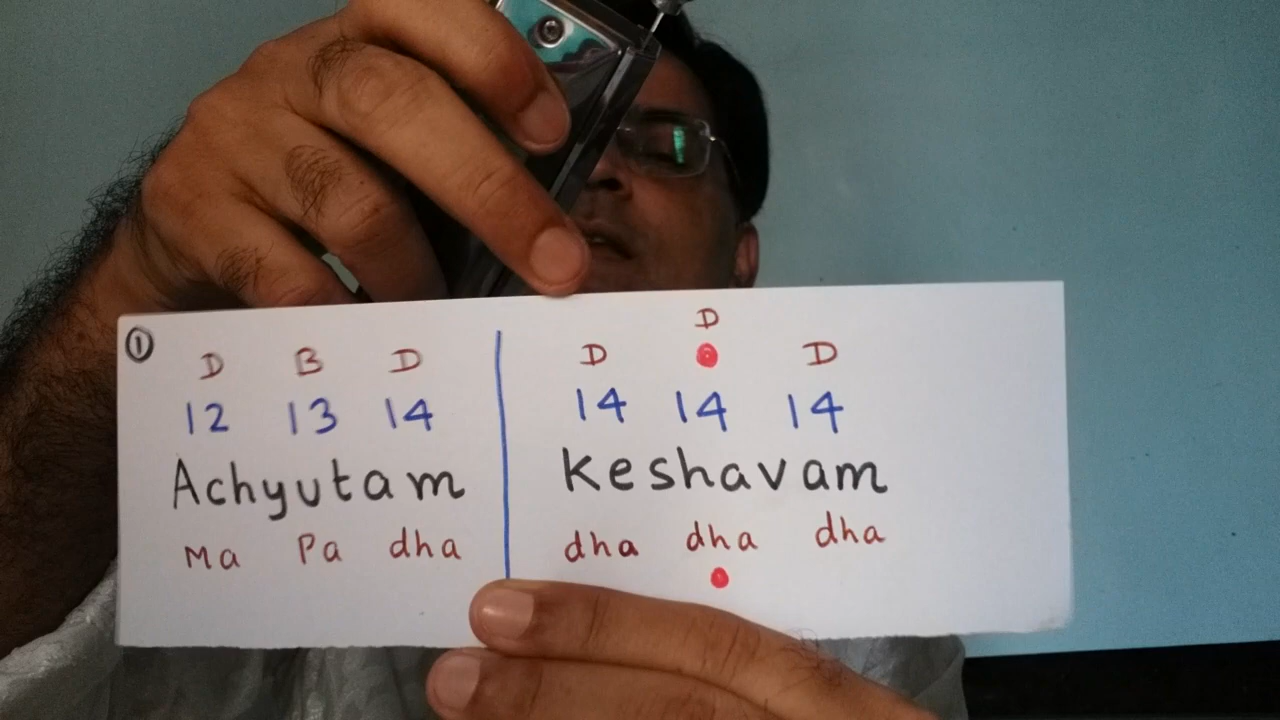 ①
D
D B D D D
12 13 14 14 14 14
Achyutam Keshavam
Ma Pa dha dha dha dha